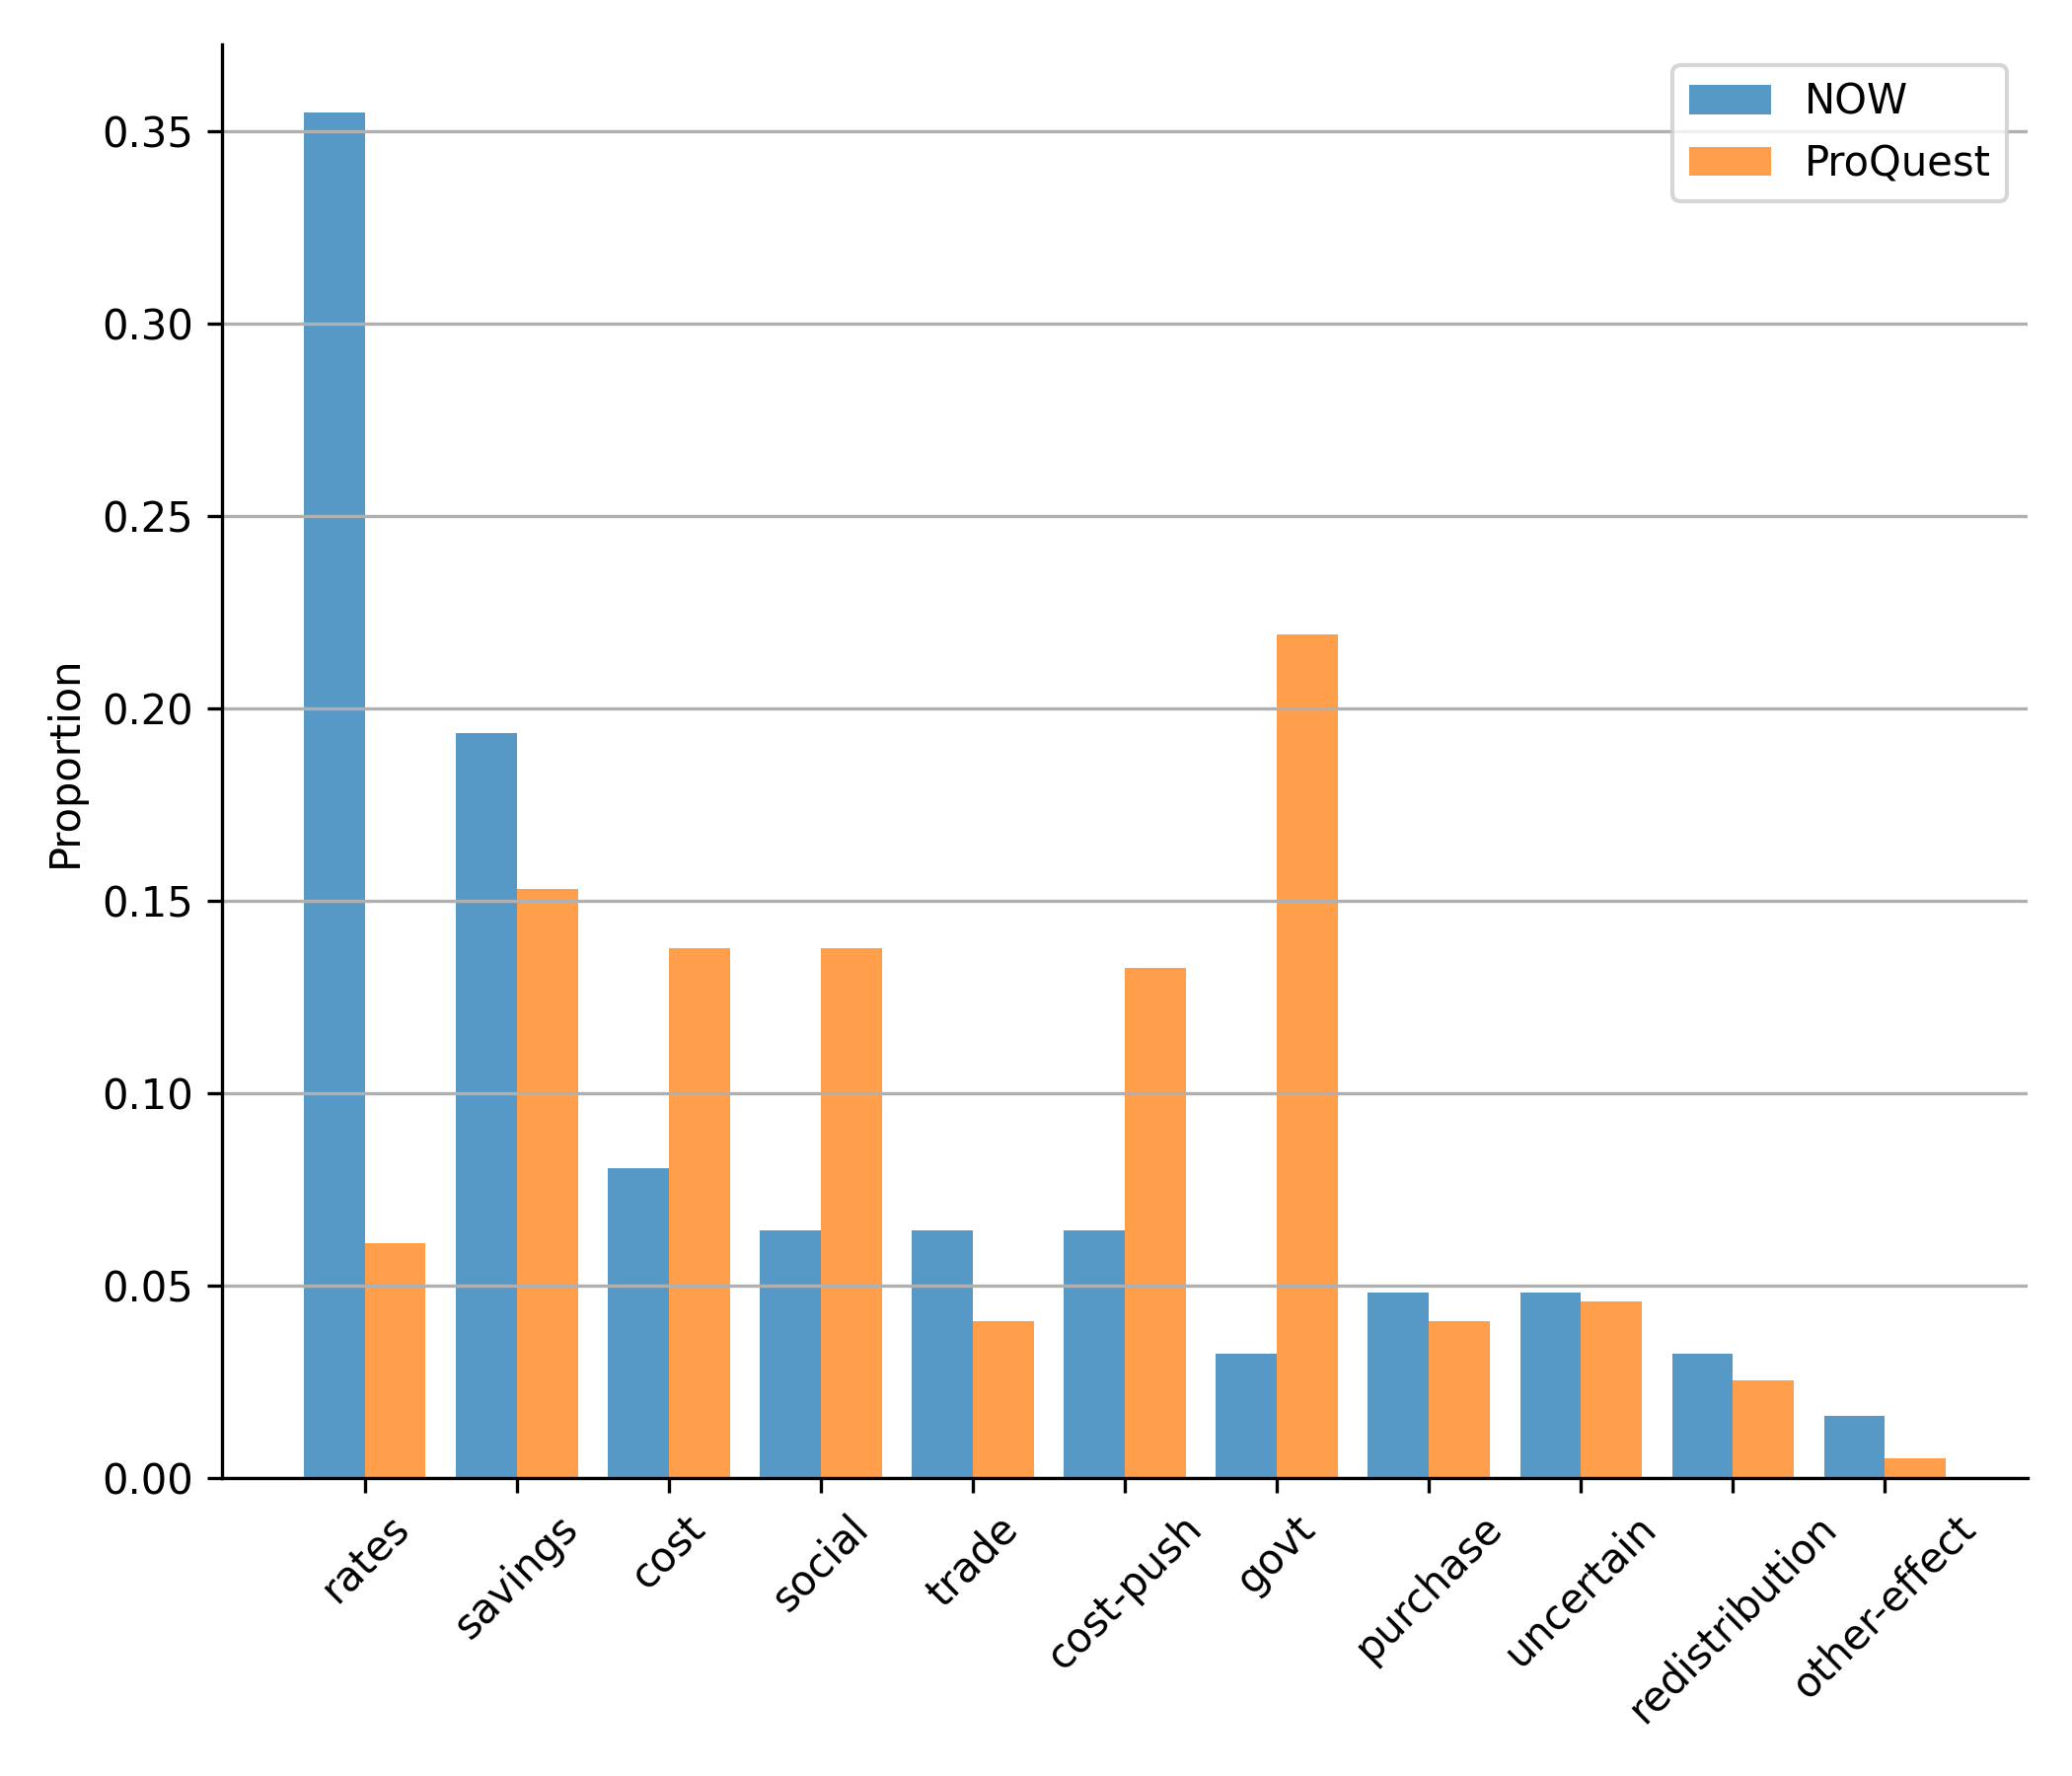 NOW
ProQuest
Proportion
0.35
0.30
0.25
0.20
0.15
0.10
0.05
0.00
rates
savings
cost
social
trade
cost-push
govt
purchase
uncertain
redistribution
other-effect